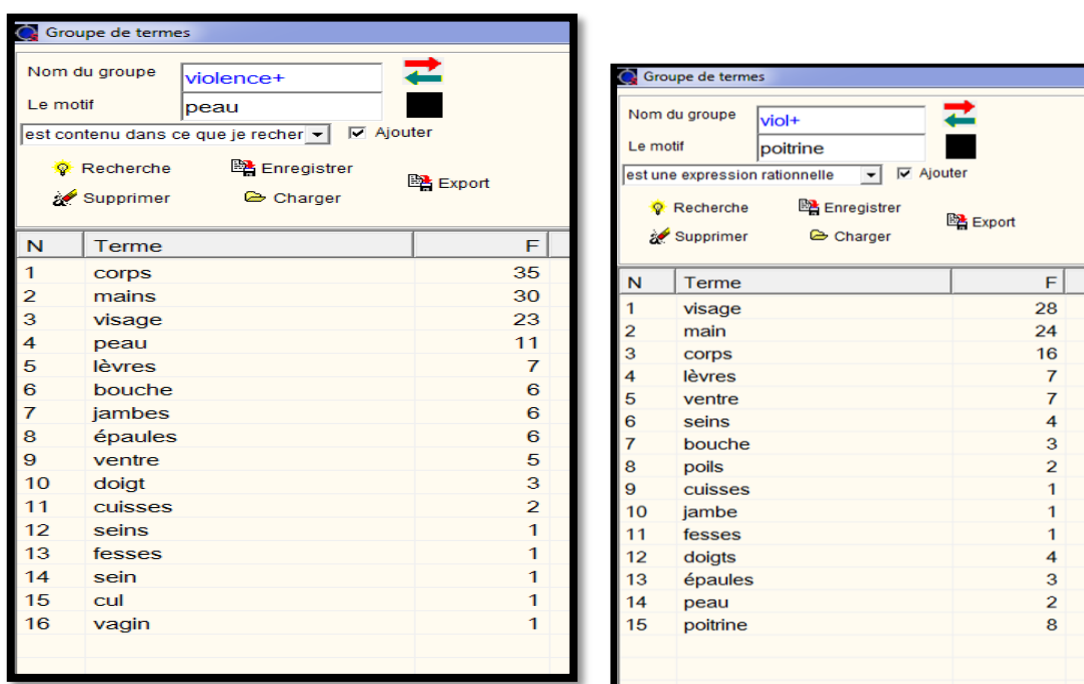 Groupe de termes
Nom du groupe violence+
Le motif peau
est contenu dans ce que je recher Ajouter
Recherche Enregistrer
Export
Supprimer Charger
N Terme F
1 corps 35
2 mains 30
3 visage 23
4 peau 11
5 lèvres 7
6 bouche 6
7 jambes 6
8 épaules 6
9 ventre 5
10 doigt 3
11 cuisses 2
12 seins 1
13 fesses 1
14 sein 1
15 cul 1
16 vagin 1
Groupe de termes
Nom du groupe viol+
Le motif poitrine
est une expression rationnelle Ajouter
Recherche Enregistrer
Export
Supprimer Charger
N Terme F
1 visage 28
2 main 24
3 corps 16
4 lèvres 7
5 ventre 7
6 seins 4
7 bouche 3
8 poils 2
9 cuisses 1
10 jambe 1
11 fesses 1
12 doigts 4
13 épaules 3
14 peau 2
15 poitrine 8